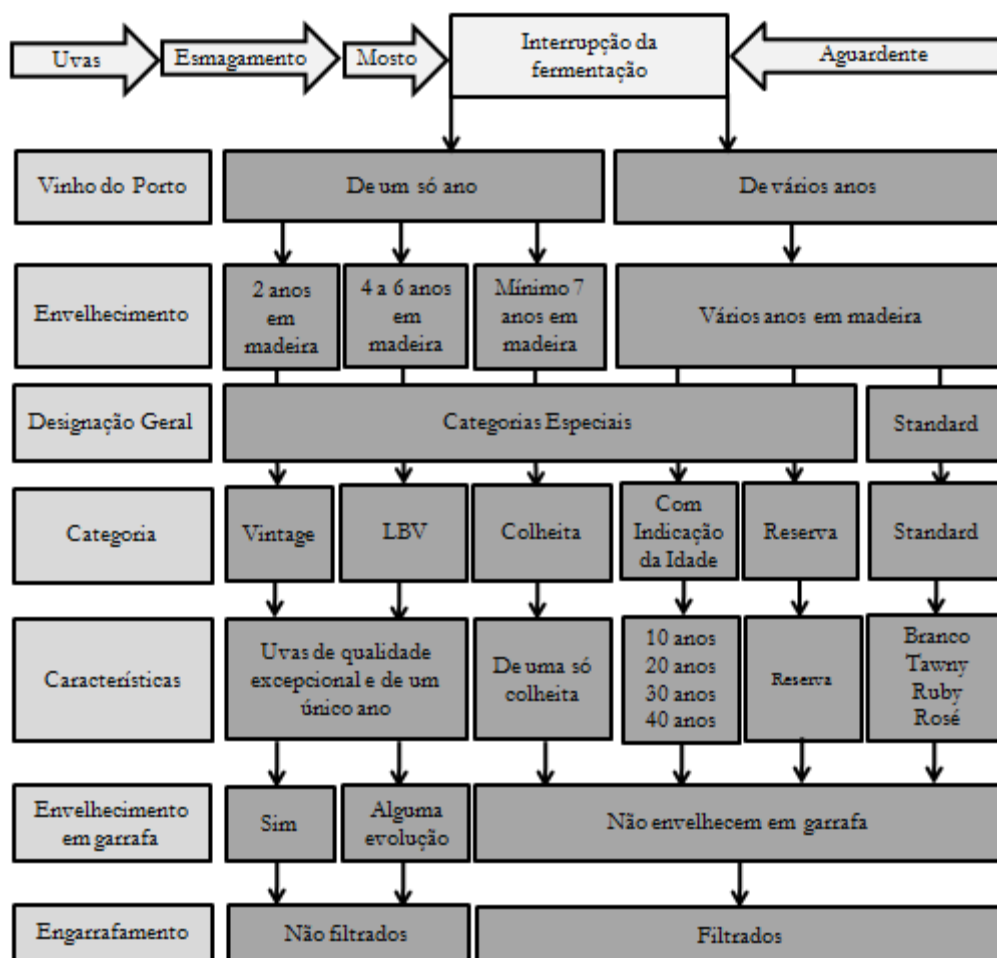 Uvas
Esmagamento
Mosto
Interrupção da
fermentação
Aguardente
Vinho do Porto
De um só ano
De vários anos
Envelhecimento
2 anos
em
madeira
4 a 6 anos
em
madeira
Mínimo 7
anos em
madeira
Vários anos em madeira
Designação Geral
Categorias Especiais
Standard
Categoria
Vintage
LBV
Colheita
Com
Indicação
da Idade
Reserva
Standard
Características
Uvas de qualidade
excepcional e de um
único ano
De uma só
colheita
10 anos
20 anos
30 anos
40 anos
Reserva
Branco
Tawny
Ruby
Rosé
Envelhecimento
em garrafa
Sim
Alguma
evolução
Não envelhecem em garrafa
Engarrafamento
Não filtrados
Filtrados